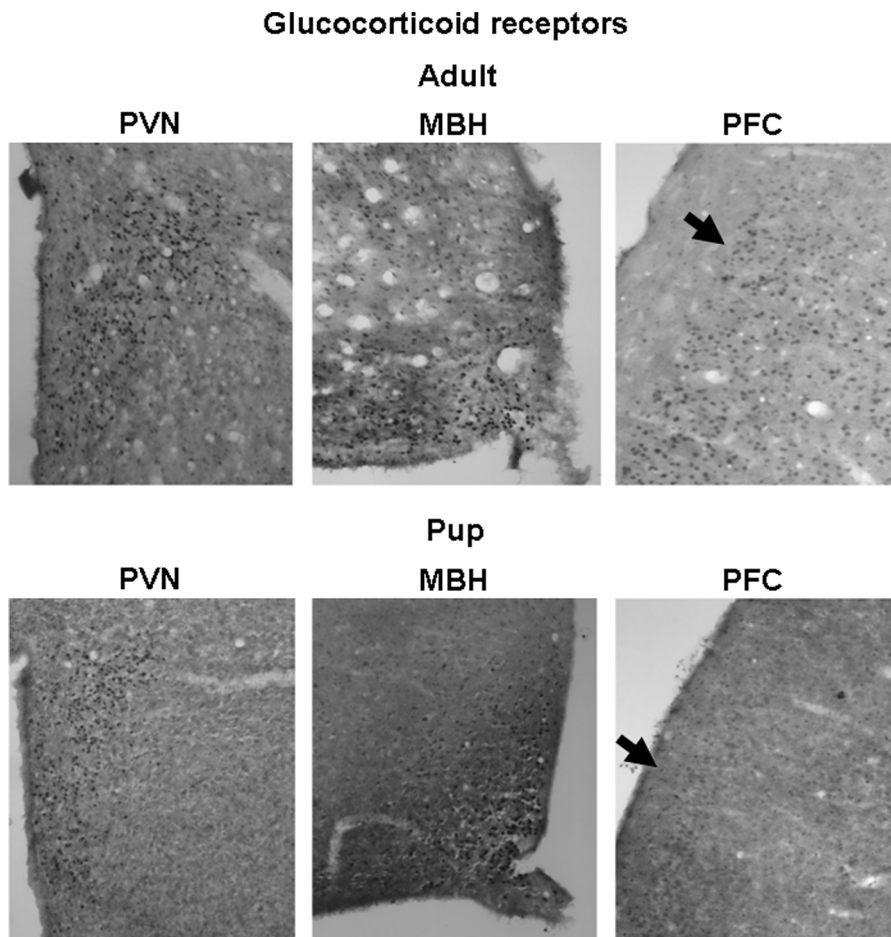 Glucocorticoid receptors
Adult
PVN MBH PFC
Pup
PVN MBH PFC